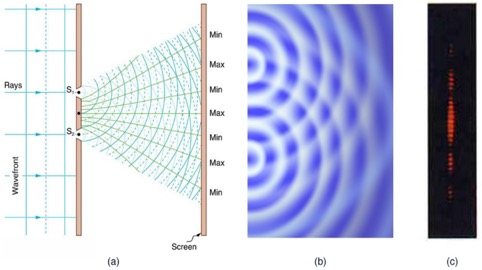 Rays
Wavefront
S₁
S₂
Min
Max
Min
Max
Min
Max
Min
Screen
(a)
(b)
(c)